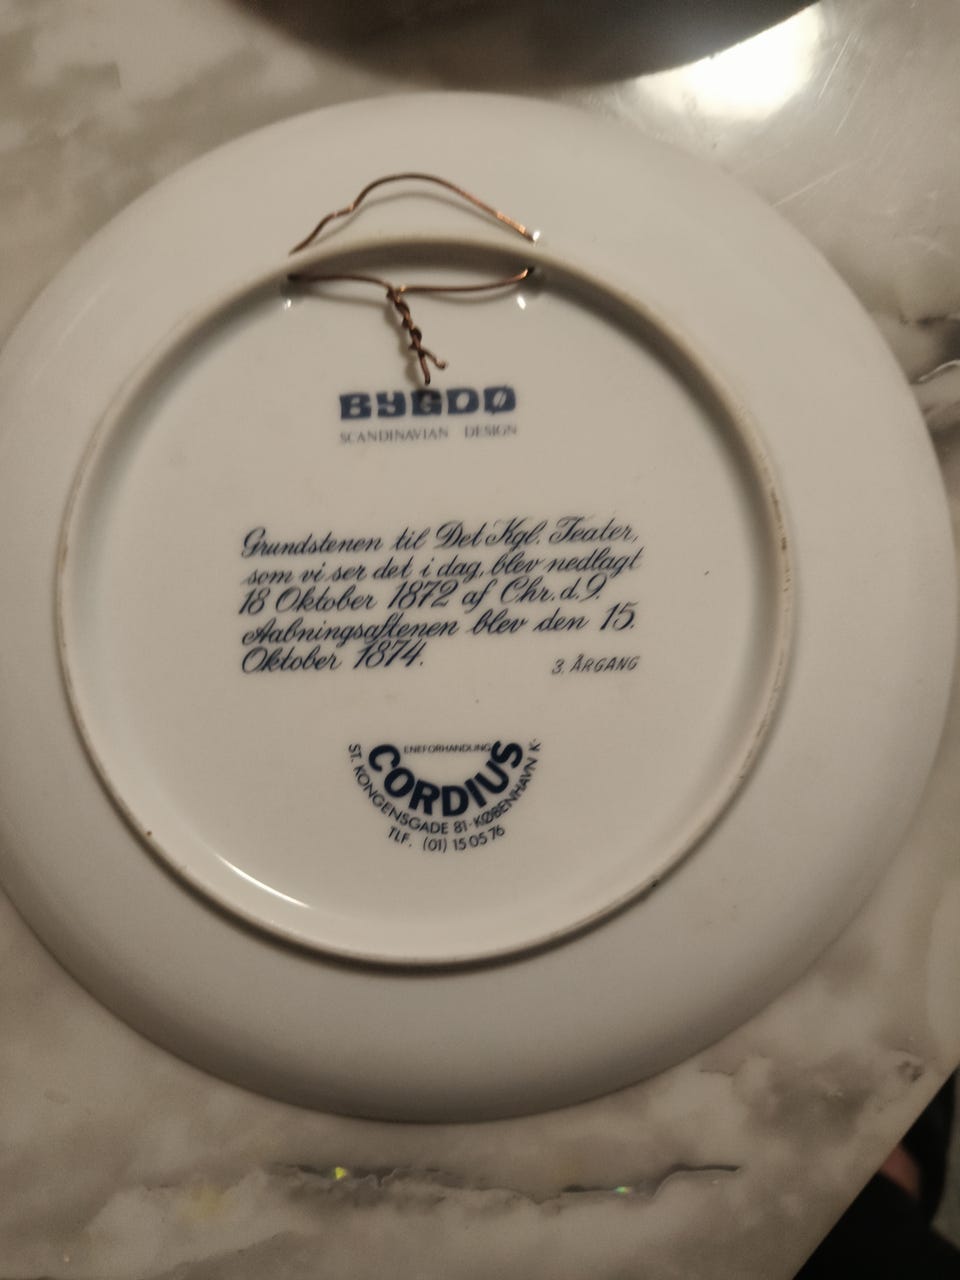 BYGDØ
SCANDINAVIAN DESIGN
Grundstenen til Det Kgl. Teater,
som vi ser det i dag, blev nedlagt
18 Oktober 1872 af Chr. d. 9.
Aabningsaftenen blev den 15.
Oktober 1874.
3. ÅRGANG
ENEFORHANDLING
CORDIUS
ST. KONGENSGADE 81-KØBENHAVN K·
TLF. (01) 15 05 76